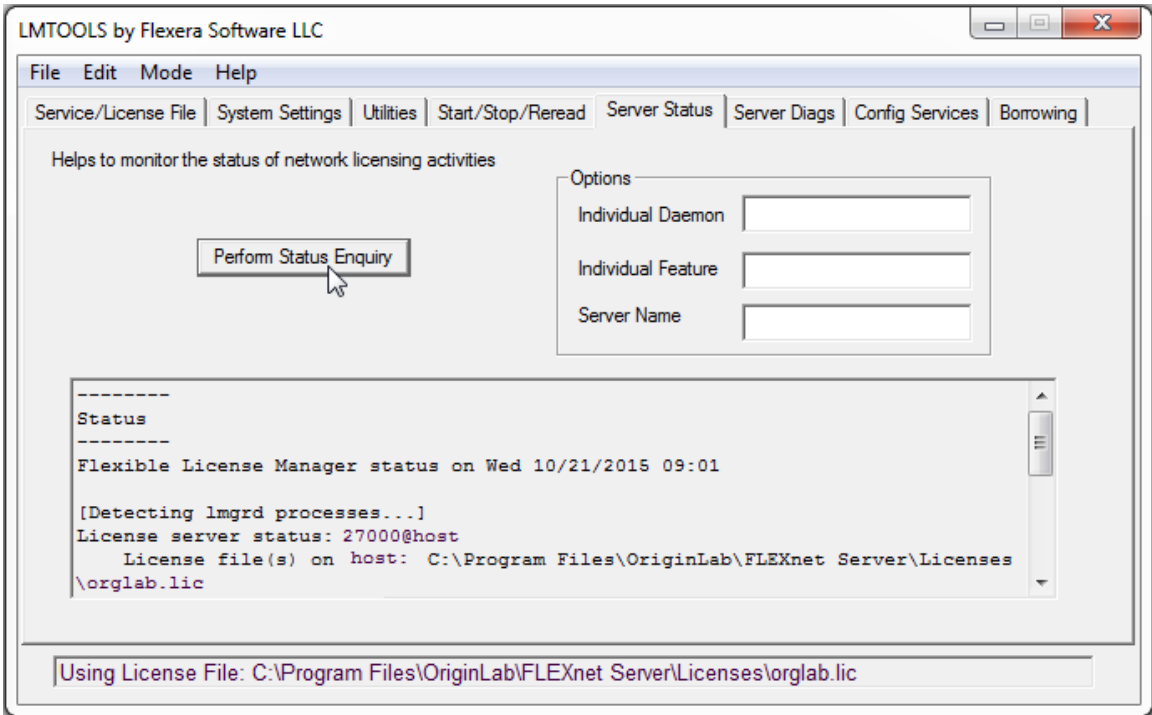 LMTOOLS by Flexera Software LLC
File Edit Mode Help
Service/License File System Settings Utilities Start/Stop/Reread Server Status Server Diags Config Services Borrowing
Helps to monitor the status of network licensing activities
Options
Individual Daemon
Perform Status Enquiry
Individual Feature
Server Name
--------
Status
--------
Flexible License Manager status on Wed 10/21/2015 09:01
[Detecting lmgrd processes...]
License server status: 27000@host
License file(s) on host: C:\Program Files\OriginLab\FLEXnet Server\Licenses
\orglab.lic
Using License File: C:\Program Files\OriginLab\FLEXnet Server\Licenses\orglab.lic